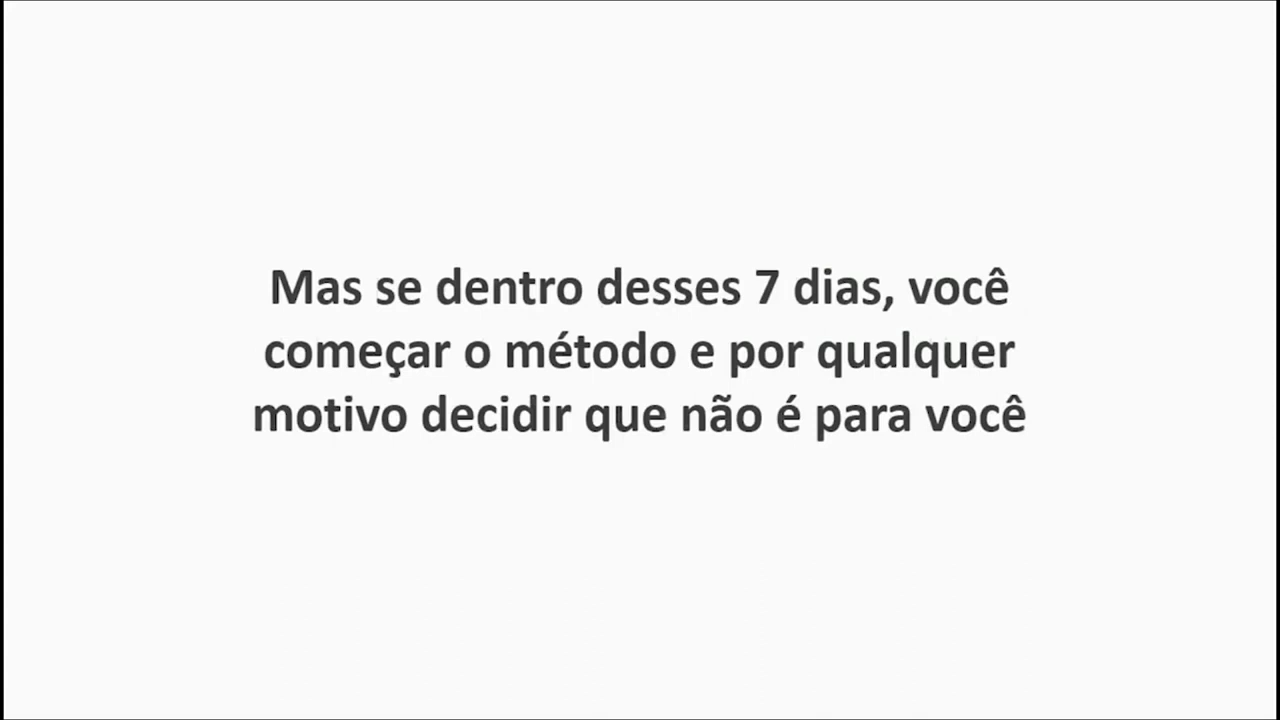 Mas se dentro desses 7 dias, você
começar o método e por qualquer
motivo decidir que não é para você